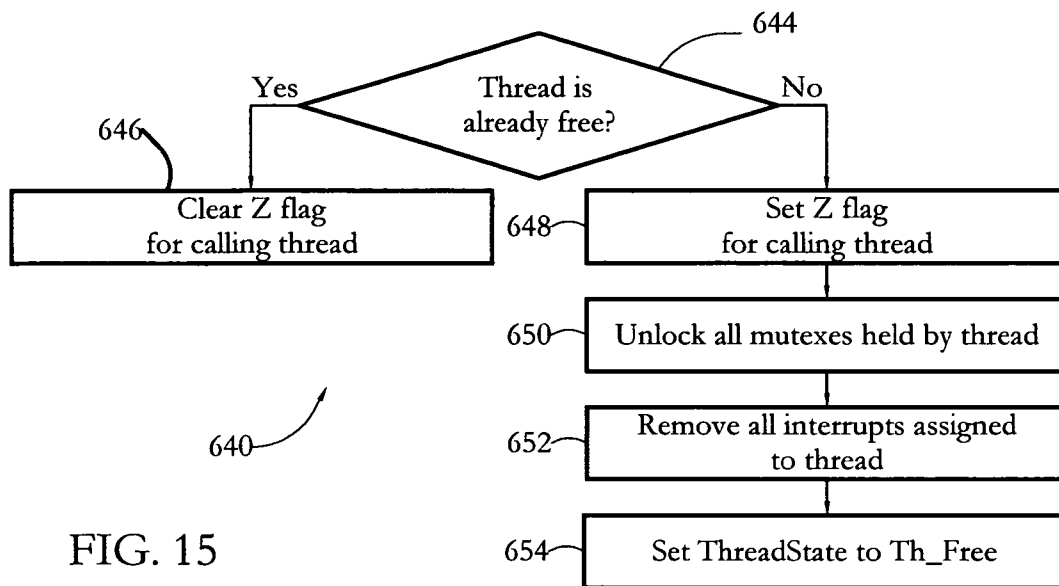 644
Thread is
already free?
Yes
No
646
Clear Z flag
for calling thread
648
Set Z flag
for calling thread
650
Unlock all mutexes held by thread
640
652
Remove all interrupts assigned
to thread
FIG. 15
654
Set ThreadState to Th_Free